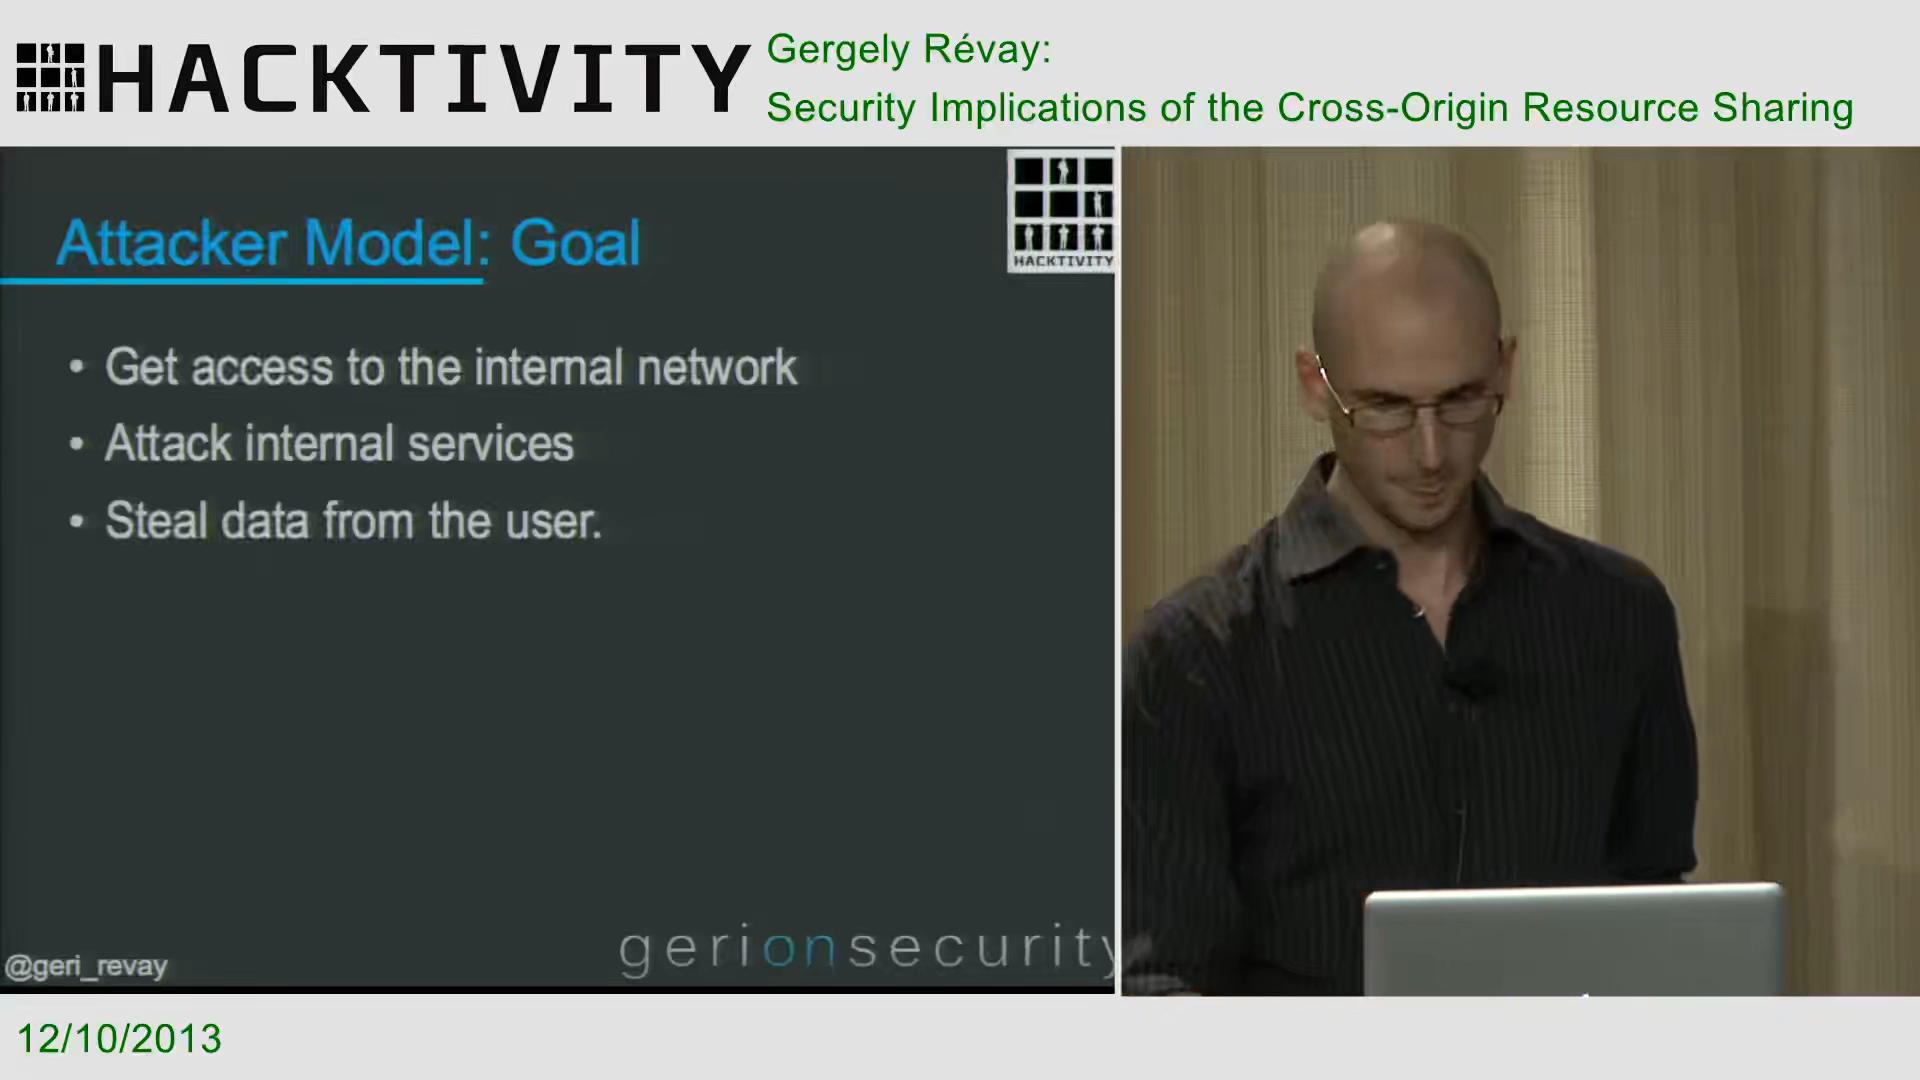 HACKTIVITY
Gergely Révay:
Security Implications of the Cross-Origin Resource Sharing
HACKTIVITY
Attacker Model: Goal
• Get access to the internal network
• Attack internal services
• Steal data from the user.
@geri_revay
gerionsecurity
12/10/2013